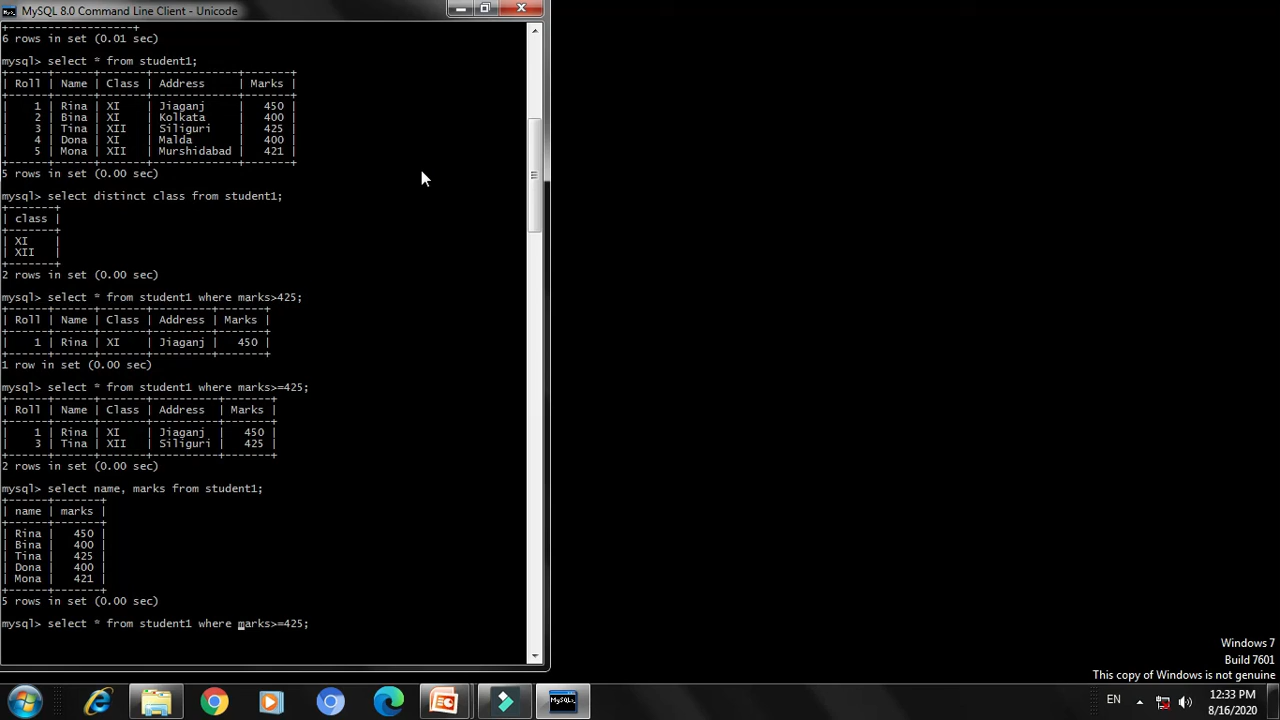 MySQL 8.0 Command Line Client - Unicode
+--------------------+
6 rows in set (0.01 sec)
mysql> select * from student1;
+------+------+-------+-------------+-------+
| Roll | Name | Class | Address     | Marks |
+------+------+-------+-------------+-------+
|    1 | Rina | XI    | Jiaganj     |   450 |
|    2 | Bina | XI    | Kolkata     |   400 |
|    3 | Tina | XII   | Siliguri    |   425 |
|    4 | Dona | XI    | Malda       |   400 |
|    5 | Mona | XII   | Murshidabad |   421 |
+------+------+-------+-------------+-------+
5 rows in set (0.00 sec)
mysql> select distinct class from student1;
+-------+
| class |
+-------+
| XI    |
| XII   |
+-------+
2 rows in set (0.00 sec)
mysql> select * from student1 where marks>425;
+------+------+-------+---------+-------+
| Roll | Name | Class | Address | Marks |
+------+------+-------+---------+-------+
|    1 | Rina | XI    | Jiaganj |   450 |
+------+------+-------+---------+-------+
1 row in set (0.00 sec)
mysql> select * from student1 where marks>=425;
+------+------+-------+----------+-------+
| Roll | Name | Class | Address  | Marks |
+------+------+-------+----------+-------+
|    1 | Rina | XI    | Jiaganj  |   450 |
|    3 | Tina | XII   | Siliguri |   425 |
+------+------+-------+----------+-------+
2 rows in set (0.00 sec)
mysql> select name, marks from student1;
+------+-------+
| name | marks |
+------+-------+
| Rina |   450 |
| Bina |   400 |
| Tina |   425 |
| Dona |   400 |
| Mona |   421 |
+------+-------+
5 rows in set (0.00 sec)
mysql> select * from student1 where marks>=425;
Windows 7
Build 7601
This copy of Windows is not genuine
MySQL
EN
12:33 PM
8/16/2020